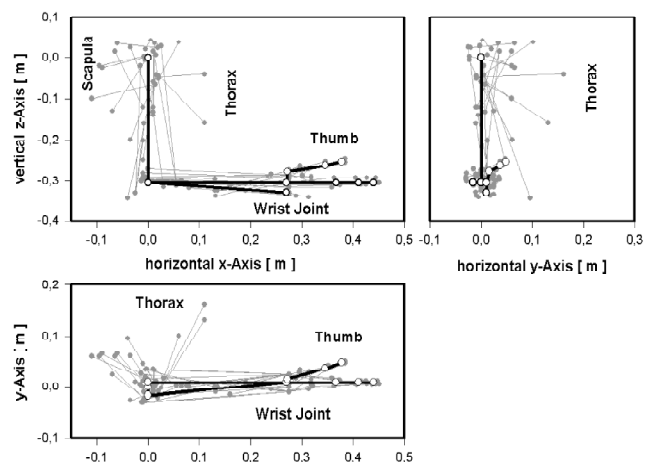 0,1
0,0
-0,1
-0,2
-0,3
-0,4
vertical z-Axis [ m ]
Scapula
Thorax
Thumb
Wrist Joint
-0,1 0,0 0,1 0,2 0,3 0,4 0,5
horizontal x-Axis [ m ]
Thorax
-0,1 0,0 0,1 0,2 0,3
horizontal y-Axis [ m ]
0,2
0,1
0,0
-0,1
y-Axis [ m ]
Thorax
Thumb
Wrist Joint
-0,1 0,0 0,1 0,2 0,3 0,4 0,5